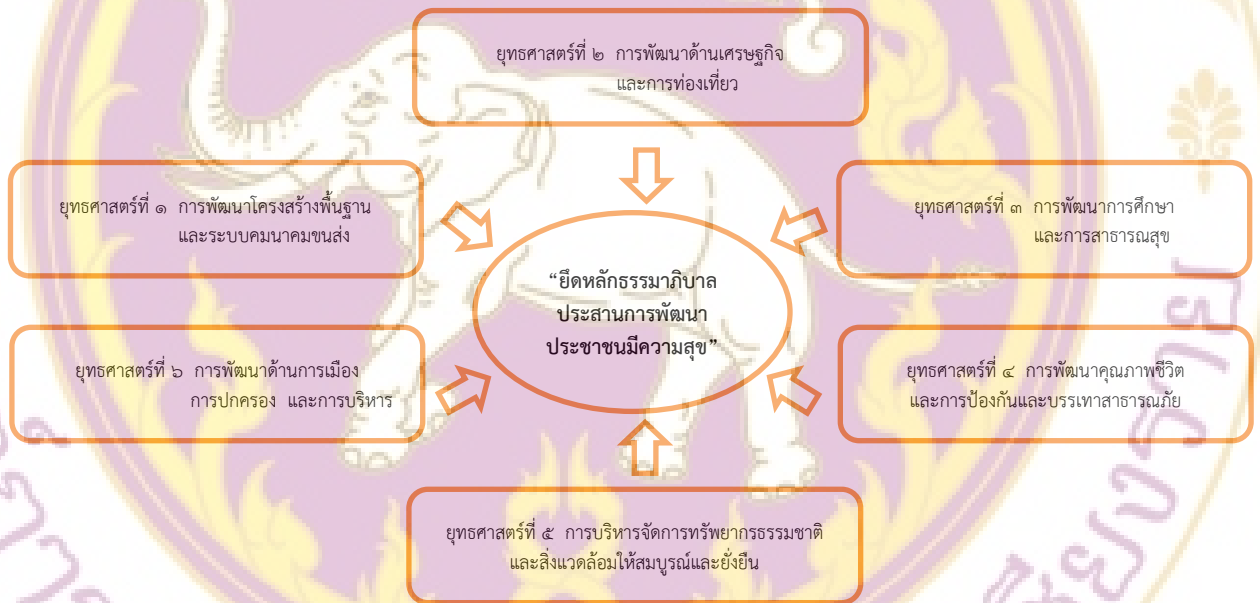 ยุทธศาสตร์ที่ ๒ การพัฒนาด้านเศรษฐกิจ
และการท่องเที่ยว
ยุทธศาสตร์ที่ ๑ การพัฒนาโครงสร้างพื้นฐาน
และระบบคมนาคมขนส่ง
ยุทธศาสตร์ที่ ๓ การพัฒนาการศึกษา
และการสาธารณสุข
“ยึดหลักธรรมาภิบาล
ประสานการพัฒนา
ประชาชนมีความสุข”
ยุทธศาสตร์ที่ ๖ การพัฒนาด้านการเมือง
การปกครอง และการบริหาร
ยุทธศาสตร์ที่ ๔ การพัฒนาคุณภาพชีวิต
และการป้องกันและบรรเทาสาธารณภัย
ยุทธศาสตร์ที่ ๕ การบริหารจัดการทรัพยากรธรรมชาติ
และสิ่งแวดล้อมให้สมบูรณ์และยั่งยืน